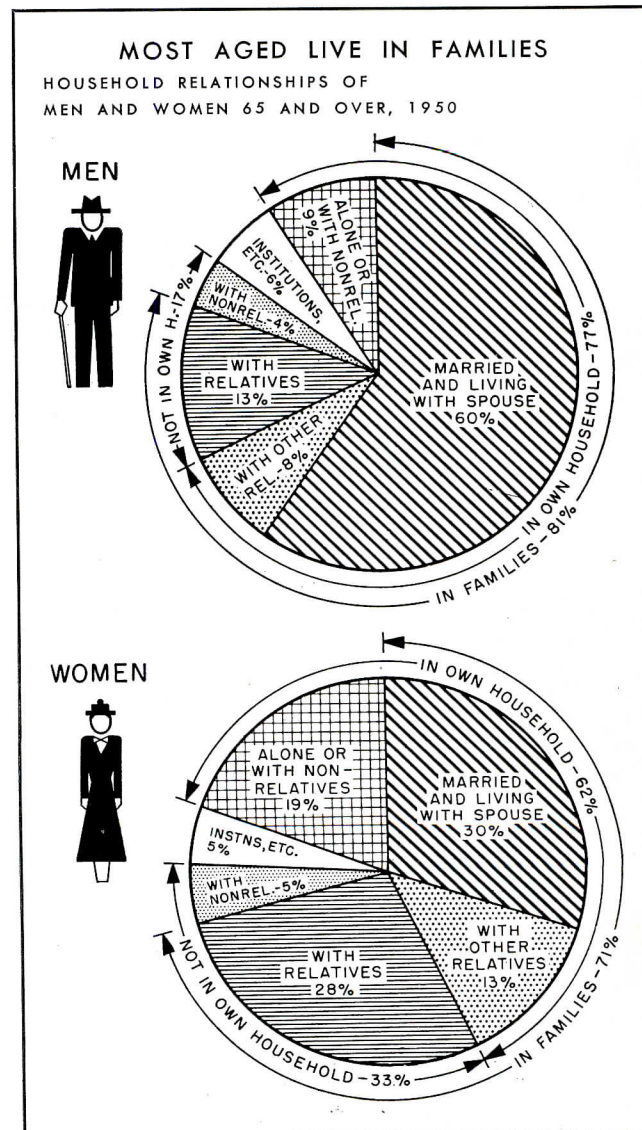 MOST AGED LIVE IN FAMILIES
HOUSEHOLD RELATIONSHIPS OF
MEN AND WOMEN 65 AND OVER, 1950
MEN
ALONE OR
WITH NONREL.-
9%
INSTITUTIONS,
ETC.-6%
WITH
NONREL.-4%
WITH
RELATIVES
13%
WITH OTHER
REL.-8%
MARRIED
AND LIVING
WITH SPOUSE
60%
NOT IN OWN H.-17%
IN OWN HOUSEHOLD-77%
IN FAMILIES-81%
WOMEN
IN OWN HOUSEHOLD-62%
ALONE OR
WITH NON-
RELATIVES
19%
MARRIED
AND LIVING
WITH SPOUSE
30%
INSTNS, ETC.
5%
WITH
NONREL.-5%
WITH
RELATIVES
28%
WITH
OTHER
RELATIVES
13%
NOT IN OWN HOUSEHOLD-33%
IN FAMILIES-71%